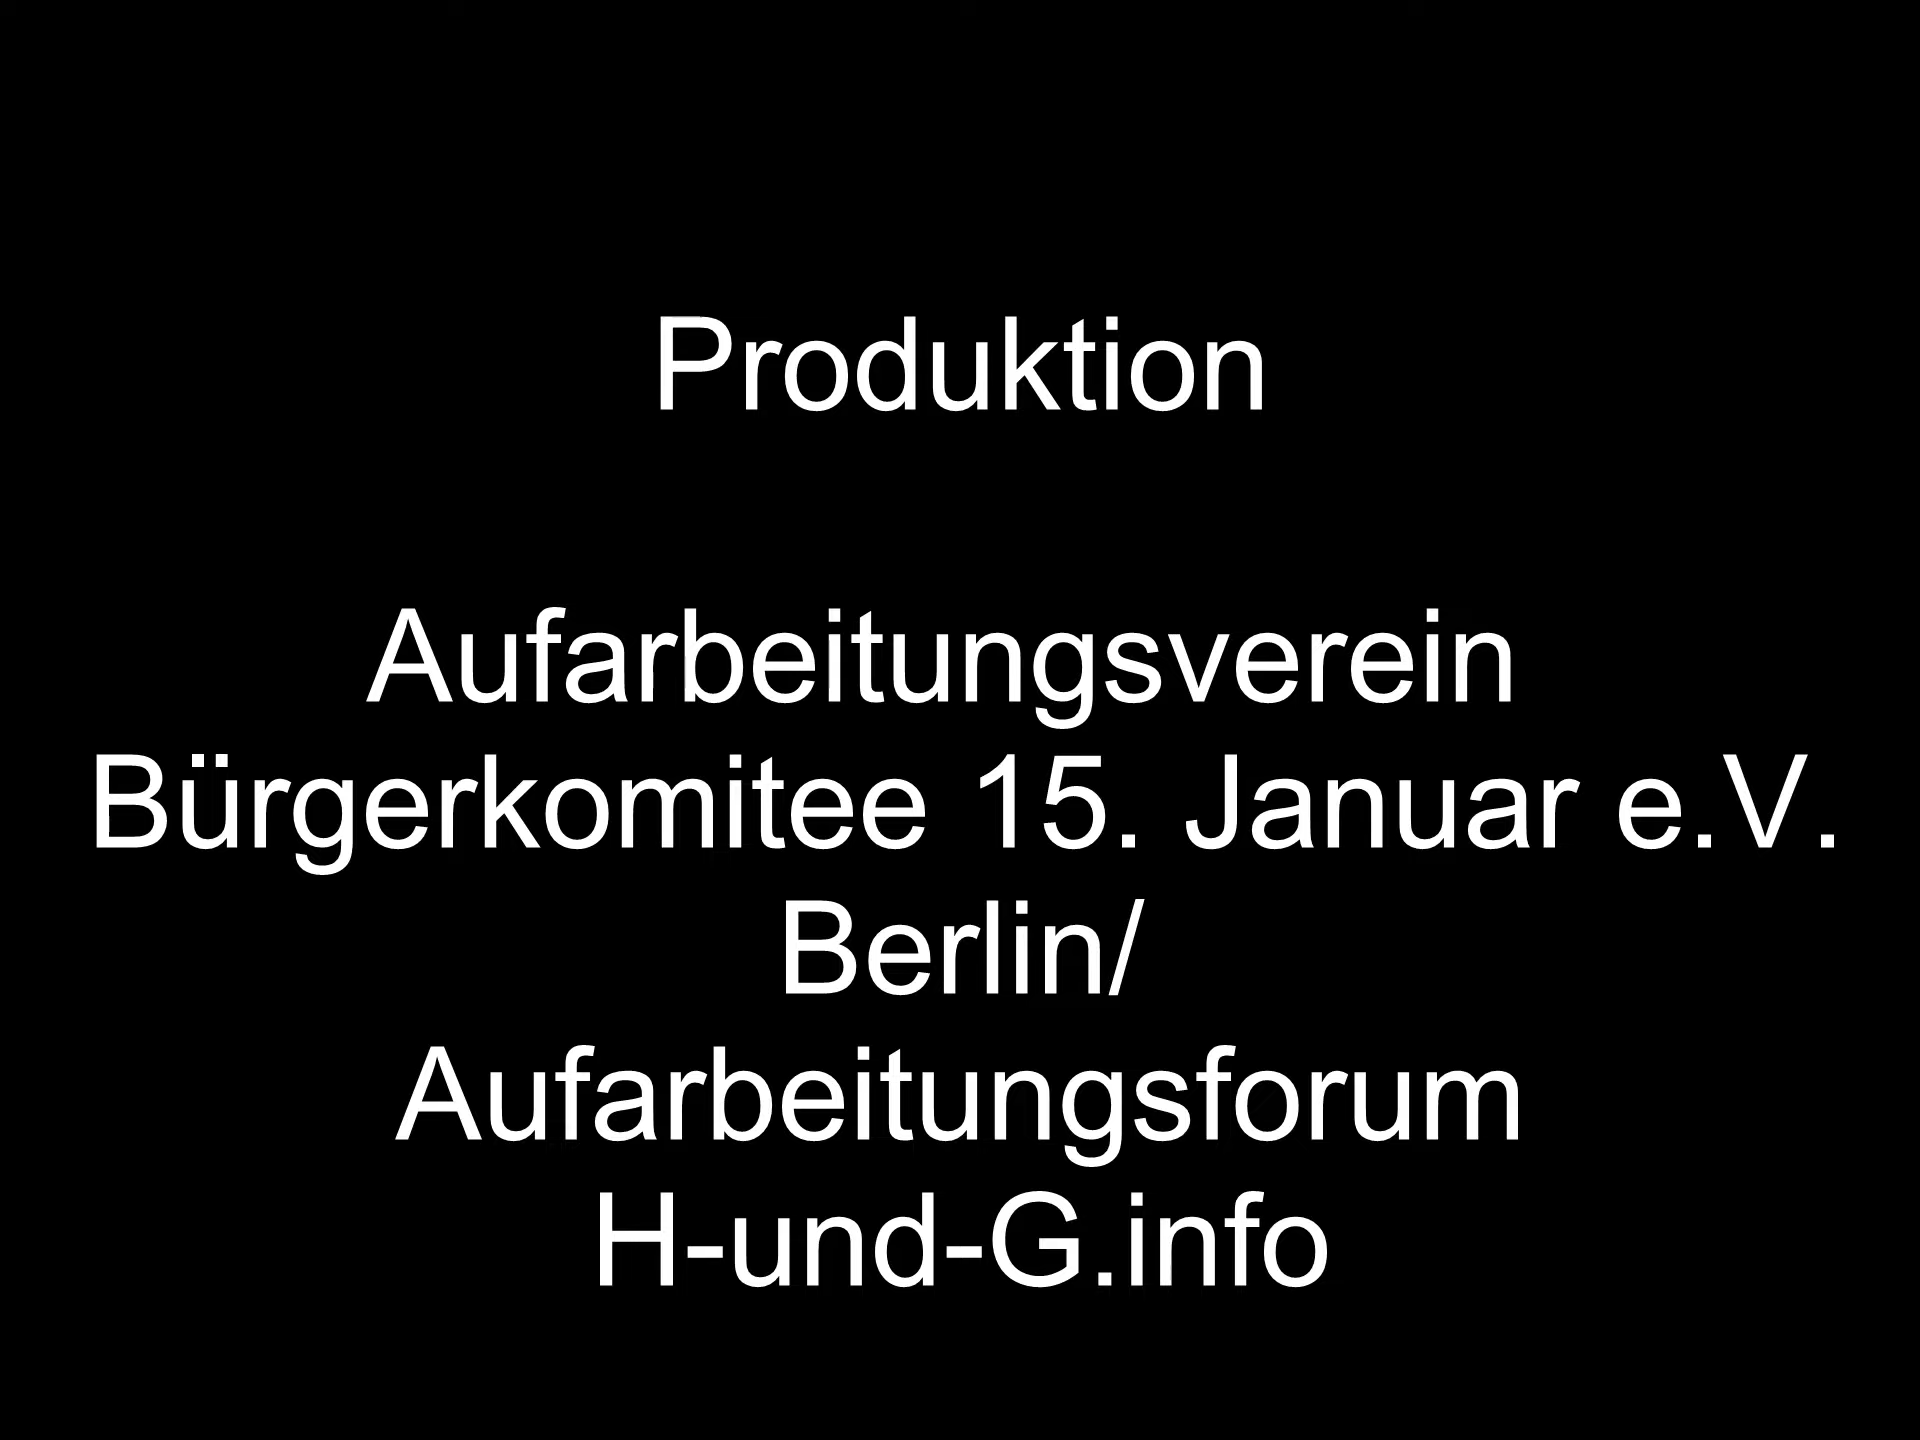 Produktion
Aufarbeitungsverein
Bürgerkomitee 15. Januar e.V.
Berlin/
Aufarbeitungsforum
H-und-G.info